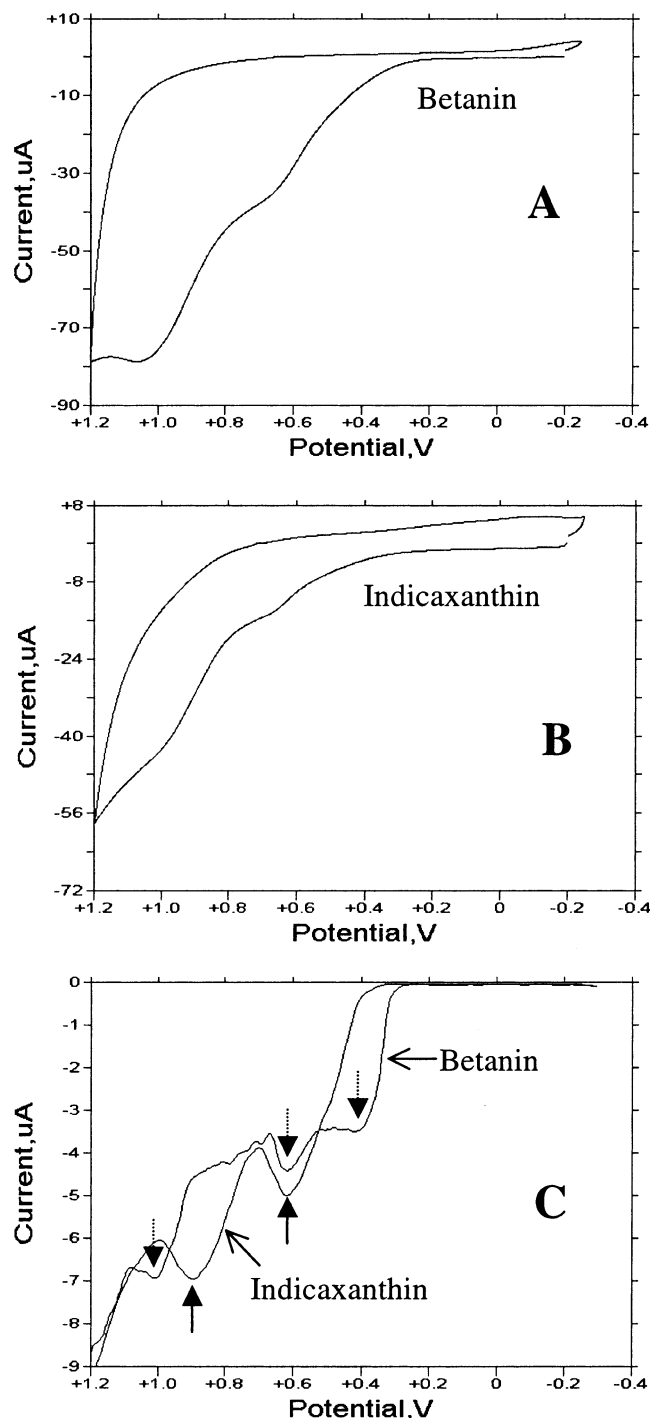 +10
-10
-30
-50
-70
-90
Current,uA
Betanin
A
+1.2 +1.0 +0.8 +0.6 +0.4 +0.2 0 -0.2 -0.4
Potential,V
+8
-8
-24
-40
-56
-72
Current,uA
Indicaxanthin
B
+1.2 +1.0 +0.8 +0.6 +0.4 +0.2 0 -0.2 -0.4
Potential,V
0
-1
-2
-3
-4
-5
-6
-7
-8
-9
Current,uA
Betanin
C
Indicaxanthin
+1.2 +1.0 +0.8 +0.6 +0.4 +0.2 0 -0.2 -0.4
Potential,V